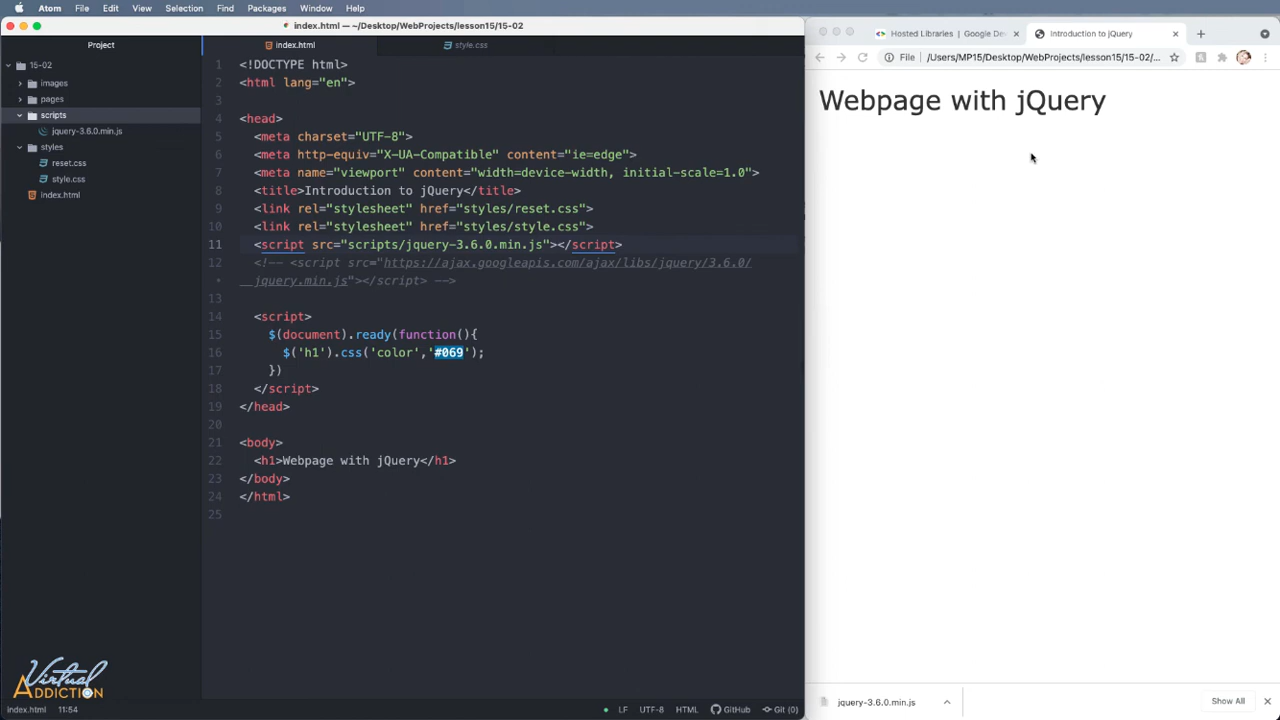 Atom File Edit View Selection Find Packages Window Help
index.html — ~/Desktop/WebProjects/lesson15/15-02
Project
15-02
images
pages
scripts
jquery-3.6.0.min.js
styles
reset.css
style.css
index.html
index.html style.css
1 <!DOCTYPE html>
2 <html lang="en">
3
4 <head>
5 <meta charset="UTF-8">
6 <meta http-equiv="X-UA-Compatible" content="ie=edge">
7 <meta name="viewport" content="width=device-width, initial-scale=1.0">
8 <title>Introduction to jQuery</title>
9 <link rel="stylesheet" href="styles/reset.css">
10 <link rel="stylesheet" href="styles/style.css">
11 <script src="scripts/jquery-3.6.0.min.js"></script>
12 <!-- <script src="https://ajax.googleapis.com/ajax/libs/jquery/3.6.0/
• jquery.min.js"></script> -->
13
14 <script>
15 $(document).ready(function(){
16 $('h1').css('color','#069');
17 })
18 </script>
19 </head>
20
21 <body>
22 <h1>Webpage with jQuery</h1>
23 </body>
24 </html>
25
Virtual
ADDICTION
index.html 11:54 LF UTF-8 HTML GitHub Git (0)
Hosted Libraries | Google De Introduction to jQuery
File /Users/MP15/Desktop/WebProjects/lesson15/15-02/...
Webpage with jQuery
jquery-3.6.0.min.js Show All